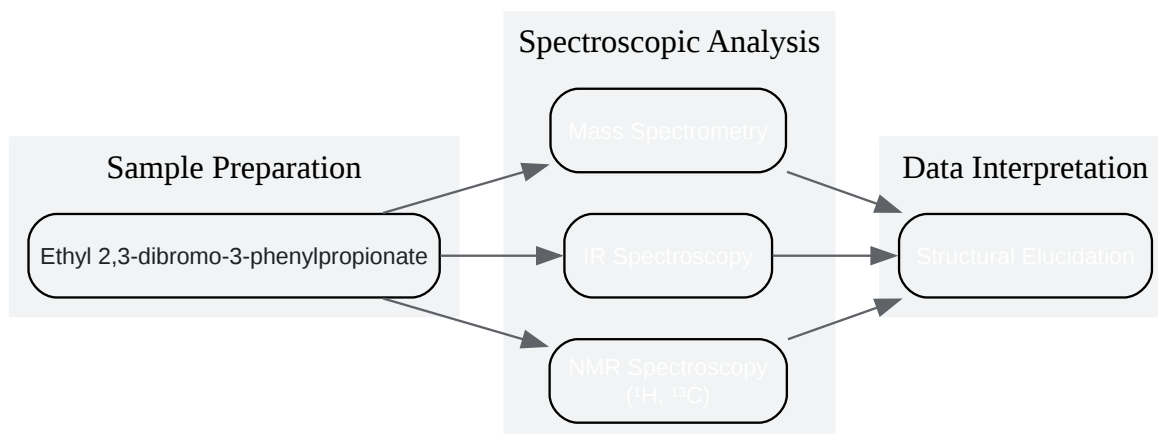 Sample Preparation
Ethyl 2,3-dibromo-3-phenylpropionate
Spectroscopic Analysis
Mass Spectrometry
IR Spectroscopy
NMR Spectroscopy
(¹H, ¹³C)
Data Interpretation
Structural Elucidation